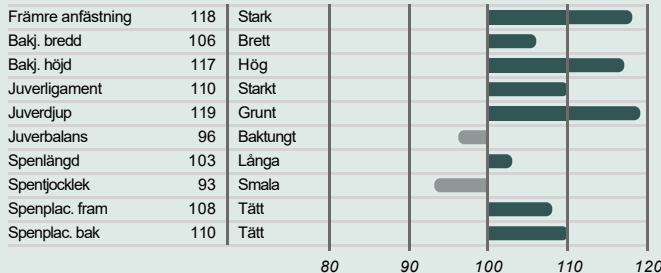 Främre anfästning 118 Stark
Bakj. bredd 106 Brett
Bakj. höjd 117 Hög
Juverligament 110 Starkt
Juverdjup 119 Grunt
Juverbalans 96 Baktungt
Spenlängd 103 Långa
Spentjocklek 93 Smala
Spenplac. fram 108 Tätt
Spenplac. bak 110 Tätt
80 90 100 110 120